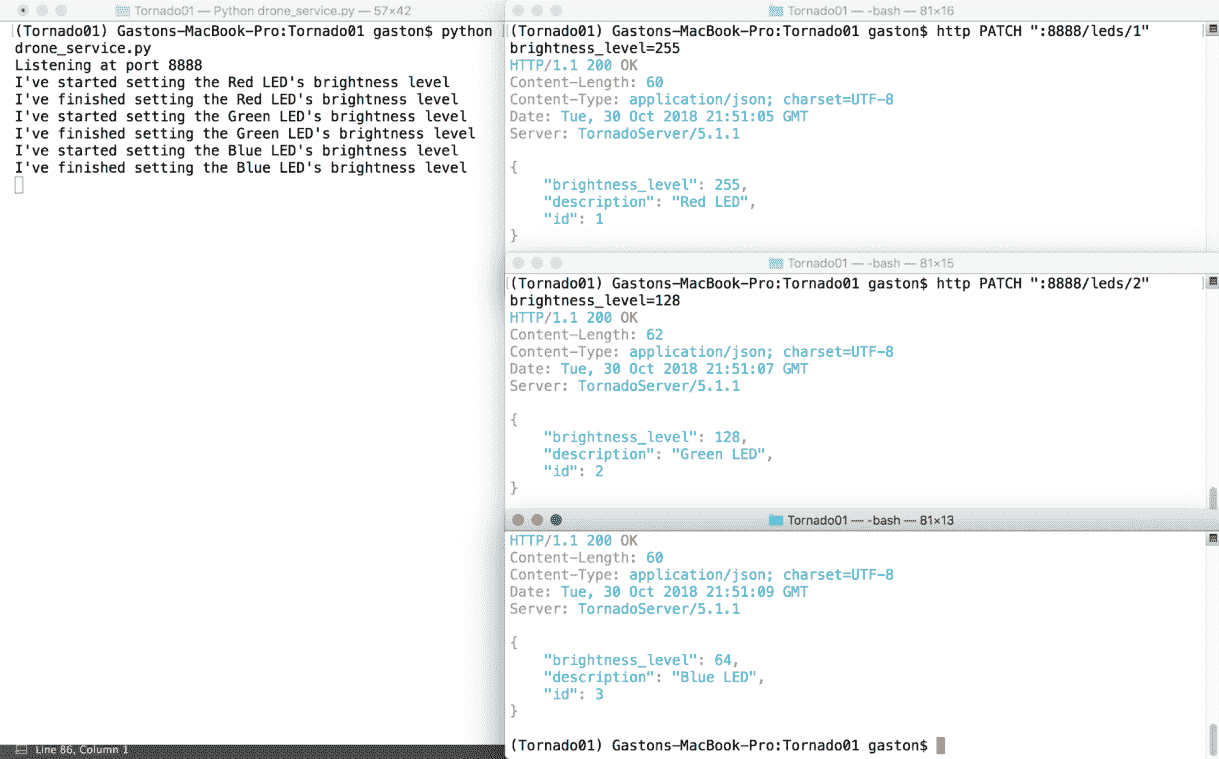 Tornado01 — Python drone_service.py — 57×42
(Tornado01) Gastons-MacBook-Pro:Tornado01 gaston$ python
drone_service.py
Listening at port 8888
I've started setting the Red LED's brightness level
I've finished setting the Red LED's brightness level
I've started setting the Green LED's brightness level
I've finished setting the Green LED's brightness level
I've started setting the Blue LED's brightness level
I've finished setting the Blue LED's brightness level
Line 86, Column 1
Tornado01 — -bash — 81×16
(Tornado01) Gastons-MacBook-Pro:Tornado01 gaston$ http PATCH ":8888/leds/1"
brightness_level=255
HTTP/1.1 200 OK
Content-Length: 60
Content-Type: application/json; charset=UTF-8
Date: Tue, 30 Oct 2018 21:51:05 GMT
Server: TornadoServer/5.1.1
{
"brightness_level": 255,
"description": "Red LED",
"id": 1
}
Tornado01 — -bash — 81×15
(Tornado01) Gastons-MacBook-Pro:Tornado01 gaston$ http PATCH ":8888/leds/2"
brightness_level=128
HTTP/1.1 200 OK
Content-Length: 62
Content-Type: application/json; charset=UTF-8
Date: Tue, 30 Oct 2018 21:51:07 GMT
Server: TornadoServer/5.1.1
{
"brightness_level": 128,
"description": "Green LED",
"id": 2
}
Tornado01 — -bash — 81×13
HTTP/1.1 200 OK
Content-Length: 60
Content-Type: application/json; charset=UTF-8
Date: Tue, 30 Oct 2018 21:51:09 GMT
Server: TornadoServer/5.1.1
{
"brightness_level": 64,
"description": "Blue LED",
"id": 3
}
(Tornado01) Gastons-MacBook-Pro:Tornado01 gaston$